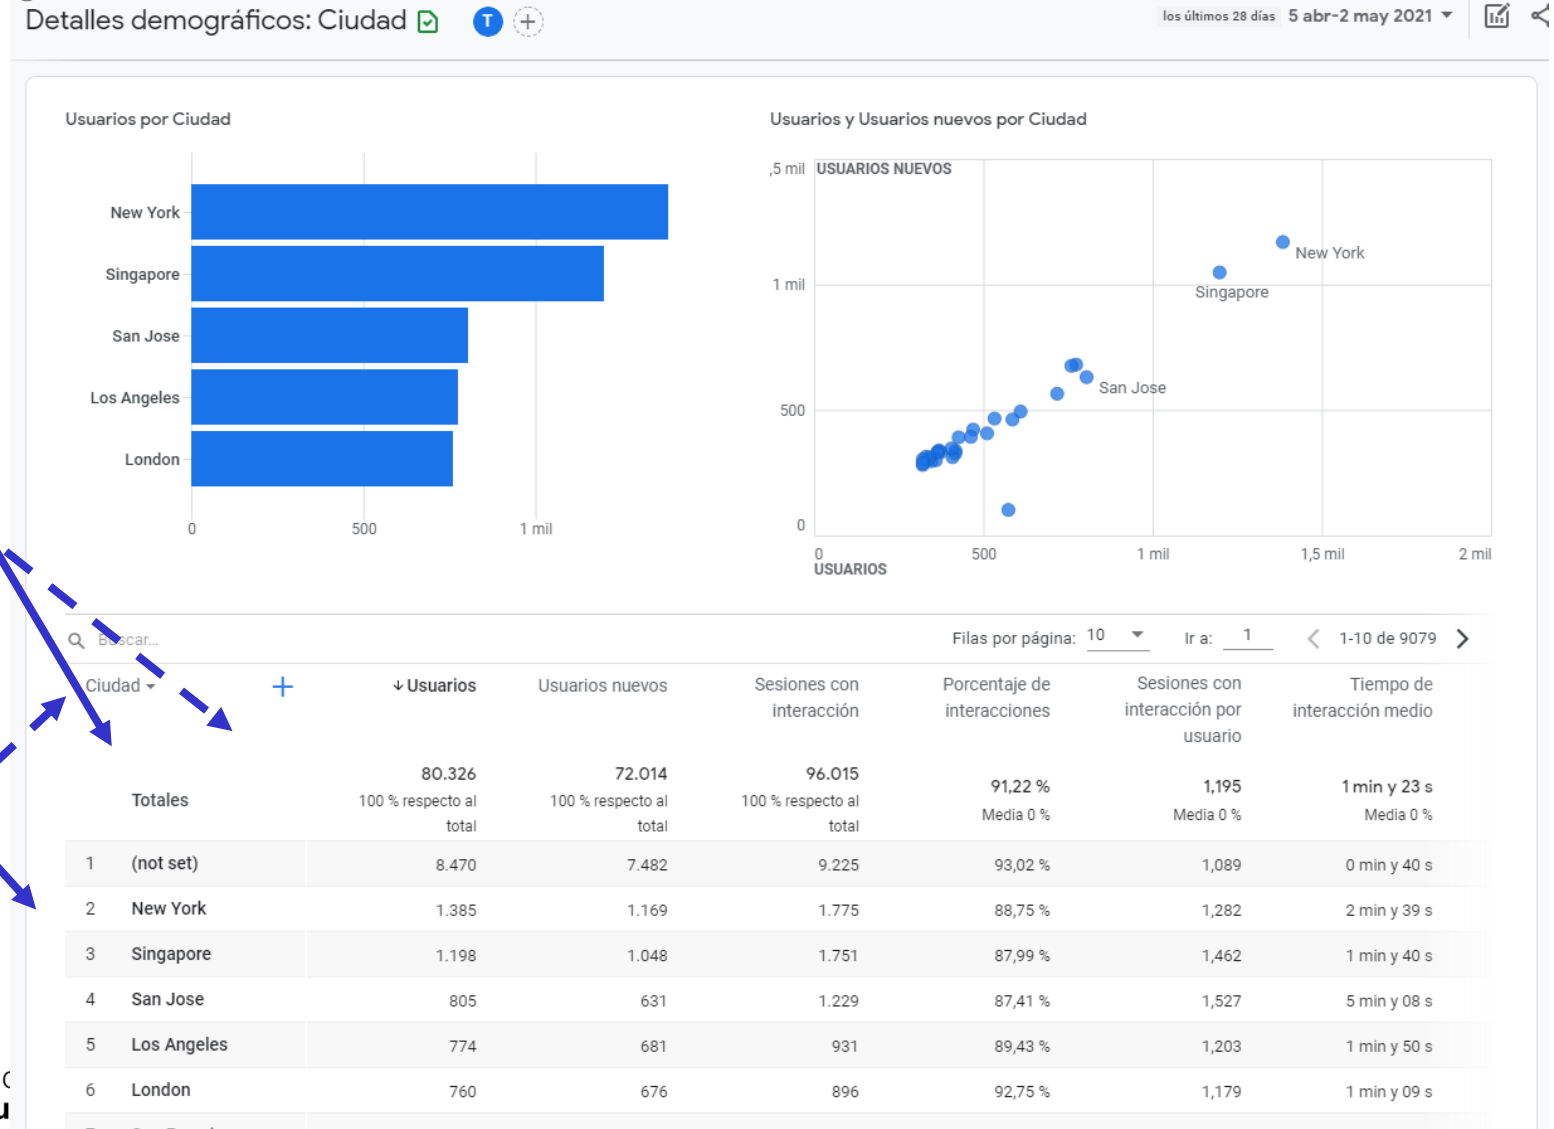 Detalles demográficos: Ciudad
T
los últimos 28 días 5 abr-2 may 2021
Usuarios por Ciudad
New York
Singapore
San Jose
Los Angeles
London
0 500 1 mil
Usuarios y Usuarios nuevos por Ciudad
,5 mil USUARIOS NUEVOS
New York
1 mil
Singapore
San Jose
500
0
0 500 1 mil 1,5 mil 2 mil
USUARIOS
Buscar...
Filas por página: 10 Ir a: 1 1-10 de 9079
Ciudad + Usuarios Usuarios nuevos Sesiones con interacción Porcentaje de interacciones Sesiones con interacción por usuario Tiempo de interacción medio
Totales 80.326 100 % respecto al total 72.014 100 % respecto al total 96.015 100 % respecto al total 91,22 % Media 0 % 1,195 Media 0 % 1 min y 23 s Media 0 %
1 (not set) 8.470 7.482 9.225 93,02 % 1,089 0 min y 40 s
2 New York 1.385 1.169 1.775 88,75 % 1,282 2 min y 39 s
3 Singapore 1.198 1.048 1.751 87,99 % 1,462 1 min y 40 s
4 San Jose 805 631 1.229 87,41 % 1,527 5 min y 08 s
5 Los Angeles 774 681 931 89,43 % 1,203 1 min y 50 s
6 London 760 676 896 92,75 % 1,179 1 min y 09 s